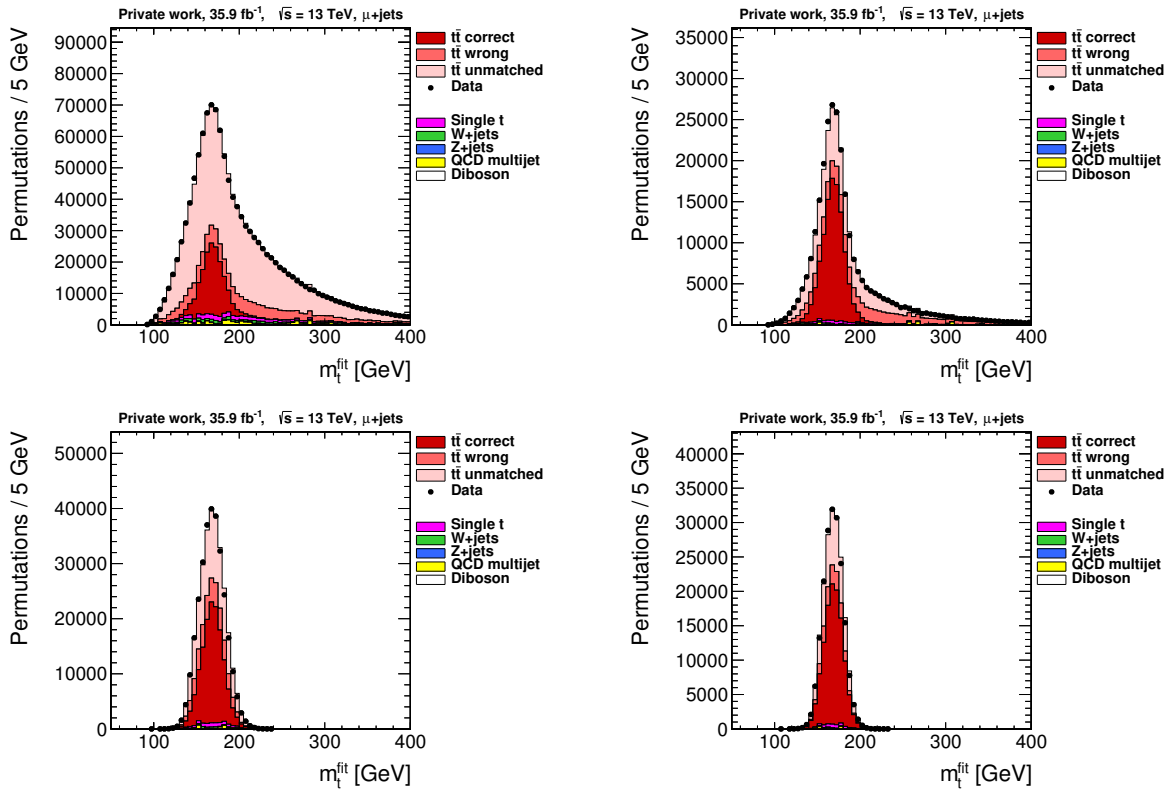 Private work, 35.9 fb⁻¹, √s = 13 TeV, μ+jets
Permutations / 5 GeV
90000
80000
70000
60000
50000
40000
30000
20000
10000
0
100 200 300 400
m_t^fit [GeV]
tt̄ correct
tt̄ wrong
tt̄ unmatched
Data
Single t
W+jets
Z+jets
QCD multijet
Diboson
Private work, 35.9 fb⁻¹, √s = 13 TeV, μ+jets
Permutations / 5 GeV
35000
30000
25000
20000
15000
10000
5000
0
100 200 300 400
m_t^fit [GeV]
tt̄ correct
tt̄ wrong
tt̄ unmatched
Data
Single t
W+jets
Z+jets
QCD multijet
Diboson
Private work, 35.9 fb⁻¹, √s = 13 TeV, μ+jets
Permutations / 5 GeV
50000
40000
30000
20000
10000
0
100 200 300 400
m_t^fit [GeV]
tt̄ correct
tt̄ wrong
tt̄ unmatched
Data
Single t
W+jets
Z+jets
QCD multijet
Diboson
Private work, 35.9 fb⁻¹, √s = 13 TeV, μ+jets
Permutations / 5 GeV
40000
35000
30000
25000
20000
15000
10000
5000
0
100 200 300 400
m_t^fit [GeV]
tt̄ correct
tt̄ wrong
tt̄ unmatched
Data
Single t
W+jets
Z+jets
QCD multijet
Diboson